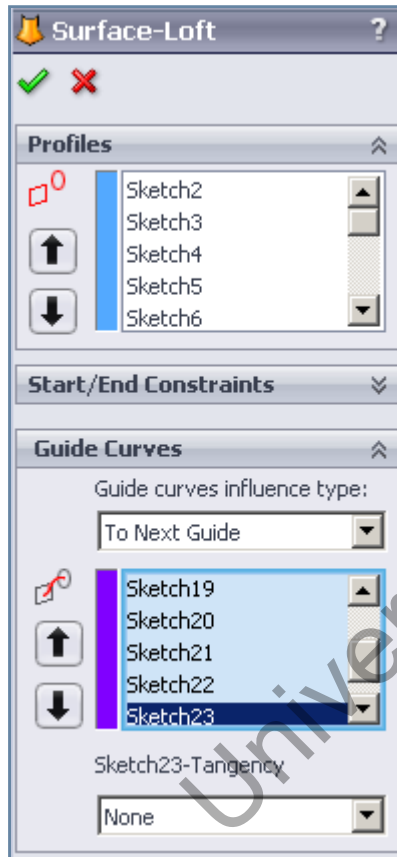 Surface-Loft ?
Profiles
Sketch2
Sketch3
Sketch4
Sketch5
Sketch6
Start/End Constraints
Guide Curves
Guide curves influence type:
To Next Guide
Sketch19
Sketch20
Sketch21
Sketch22
Sketch23
Sketch23-Tangency
None